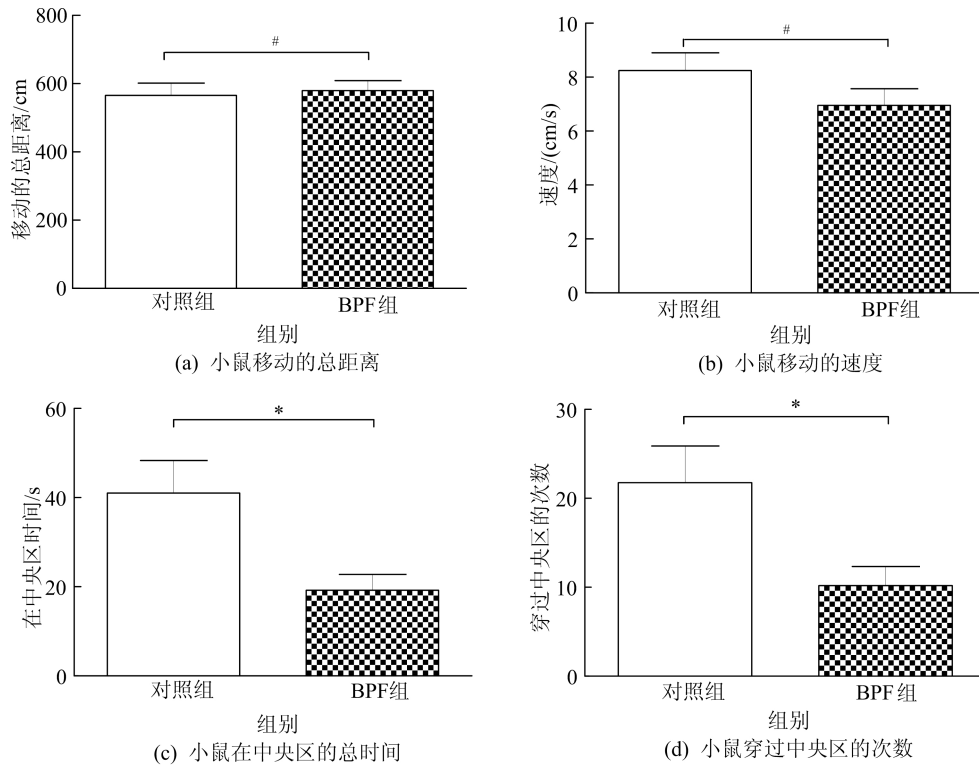 800
600
400
200
0
移动的总距离/cm
#
对照组
BPF组
组别
(a) 小鼠移动的总距离
10
8
6
4
2
0
速度/(cm/s)
#
对照组
BPF组
组别
(b) 小鼠移动的速度
60
40
20
0
在中央区时间/s
*
对照组
BPF组
组别
(c) 小鼠在中央区的总时间
30
20
10
0
穿过中央区的次数
*
对照组
BPF组
组别
(d) 小鼠穿过中央区的次数